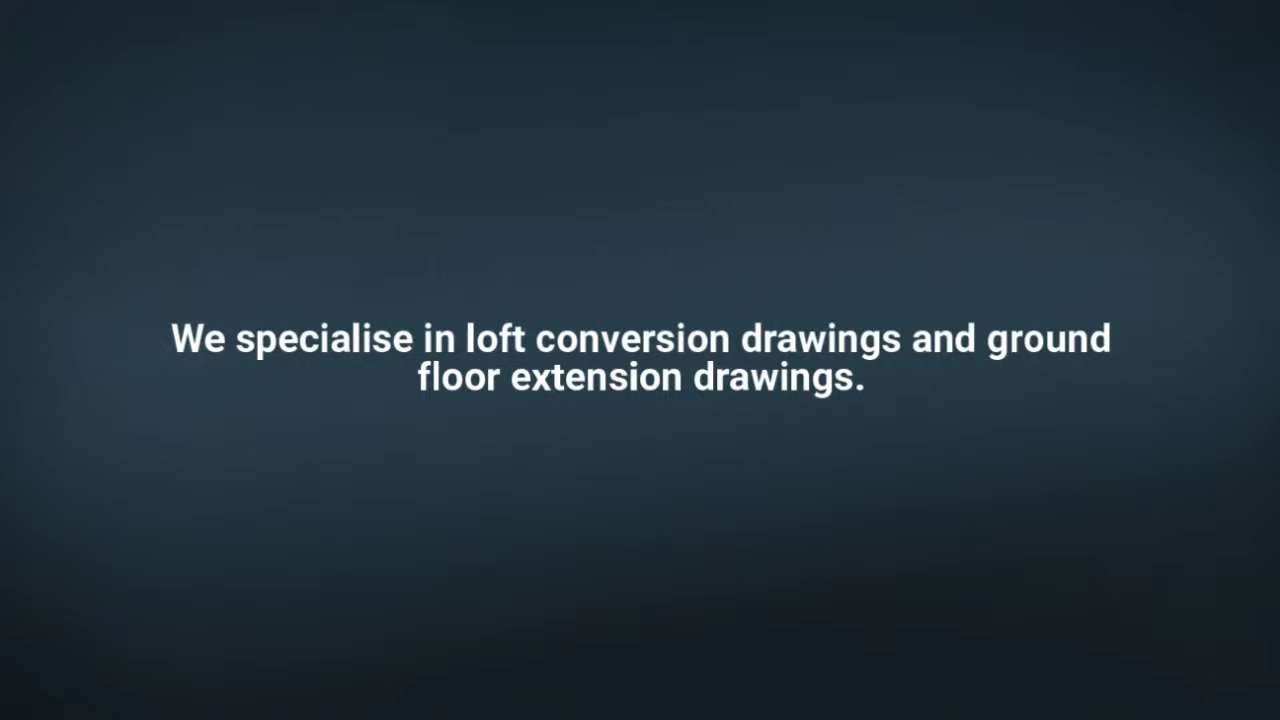 We specialise in loft conversion drawings and ground
floor extension drawings.